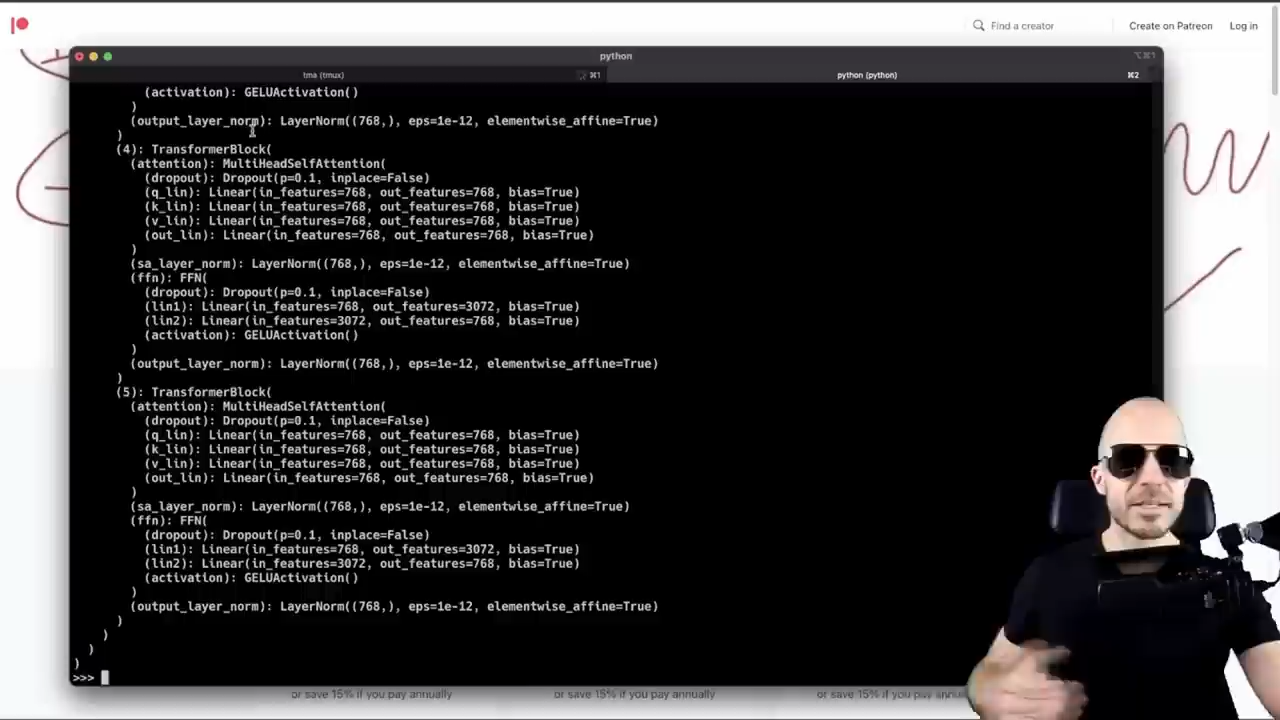 Find a creator
Create on Patreon
Log in
python
⌥⌘1
tma (tmux)
⌘1
python (python)
⌘2
(activation): GELUActivation()
)
(output_layer_norm): LayerNorm((768,), eps=1e-12, elementwise_affine=True)
)
(4): TransformerBlock(
(attention): MultiHeadSelfAttention(
(dropout): Dropout(p=0.1, inplace=False)
(q_lin): Linear(in_features=768, out_features=768, bias=True)
(k_lin): Linear(in_features=768, out_features=768, bias=True)
(v_lin): Linear(in_features=768, out_features=768, bias=True)
(out_lin): Linear(in_features=768, out_features=768, bias=True)
)
(sa_layer_norm): LayerNorm((768,), eps=1e-12, elementwise_affine=True)
(ffn): FFN(
(dropout): Dropout(p=0.1, inplace=False)
(lin1): Linear(in_features=768, out_features=3072, bias=True)
(lin2): Linear(in_features=3072, out_features=768, bias=True)
(activation): GELUActivation()
)
(output_layer_norm): LayerNorm((768,), eps=1e-12, elementwise_affine=True)
)
(5): TransformerBlock(
(attention): MultiHeadSelfAttention(
(dropout): Dropout(p=0.1, inplace=False)
(q_lin): Linear(in_features=768, out_features=768, bias=True)
(k_lin): Linear(in_features=768, out_features=768, bias=True)
(v_lin): Linear(in_features=768, out_features=768, bias=True)
(out_lin): Linear(in_features=768, out_features=768, bias=True)
)
(sa_layer_norm): LayerNorm((768,), eps=1e-12, elementwise_affine=True)
(ffn): FFN(
(dropout): Dropout(p=0.1, inplace=False)
(lin1): Linear(in_features=768, out_features=3072, bias=True)
(lin2): Linear(in_features=3072, out_features=768, bias=True)
(activation): GELUActivation()
)
(output_layer_norm): LayerNorm((768,), eps=1e-12, elementwise_affine=True)
)
)
)
)
>>>
or save 15% if you pay annually
or save 15% if you pay annually
or save 15% if you pay